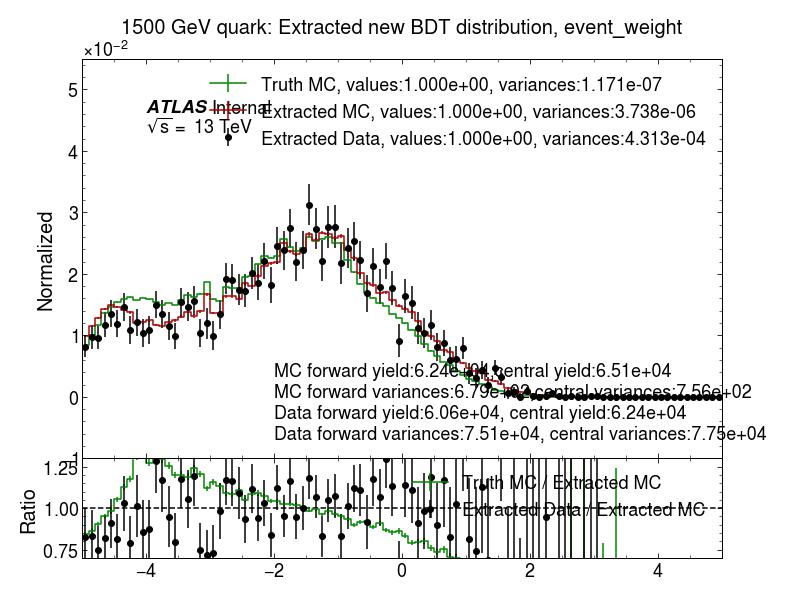 1500 GeV quark: Extracted new BDT distribution, event_weight
×10⁻²
Truth MC, values:1.000e+00, variances:1.171e-07
ATLAS Internal
Extracted MC, values:1.000e+00, variances:3.738e-06
√s = 13 TeV
Extracted Data, values:1.000e+00, variances:4.313e-04
Normalized
5
4
3
2
1
0
MC forward yield:6.24e+04, central yield:6.51e+04
MC forward variances:6.79e+02, central variances:7.56e+02
Data forward yield:6.06e+04, central yield:6.24e+04
Data forward variances:7.51e+04, central variances:7.75e+04
Ratio
1.25
1.00
0.75
Truth MC / Extracted MC
Extracted Data / Extracted MC
−4 −2 0 2 4